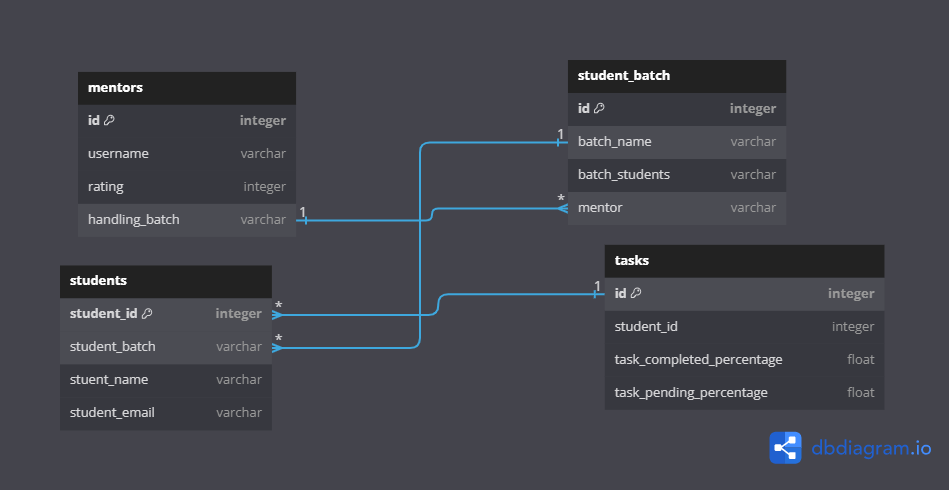 mentors
id integer
username varchar
rating integer
handling_batch varchar
1
student_batch
id integer
1
batch_name varchar
batch_students varchar
*
mentor varchar
students
*
student_id integer
*
student_batch varchar
stuent_name varchar
student_email varchar
tasks
1
id integer
student_id integer
task_completed_percentage float
task_pending_percentage float
dbdiagram.io